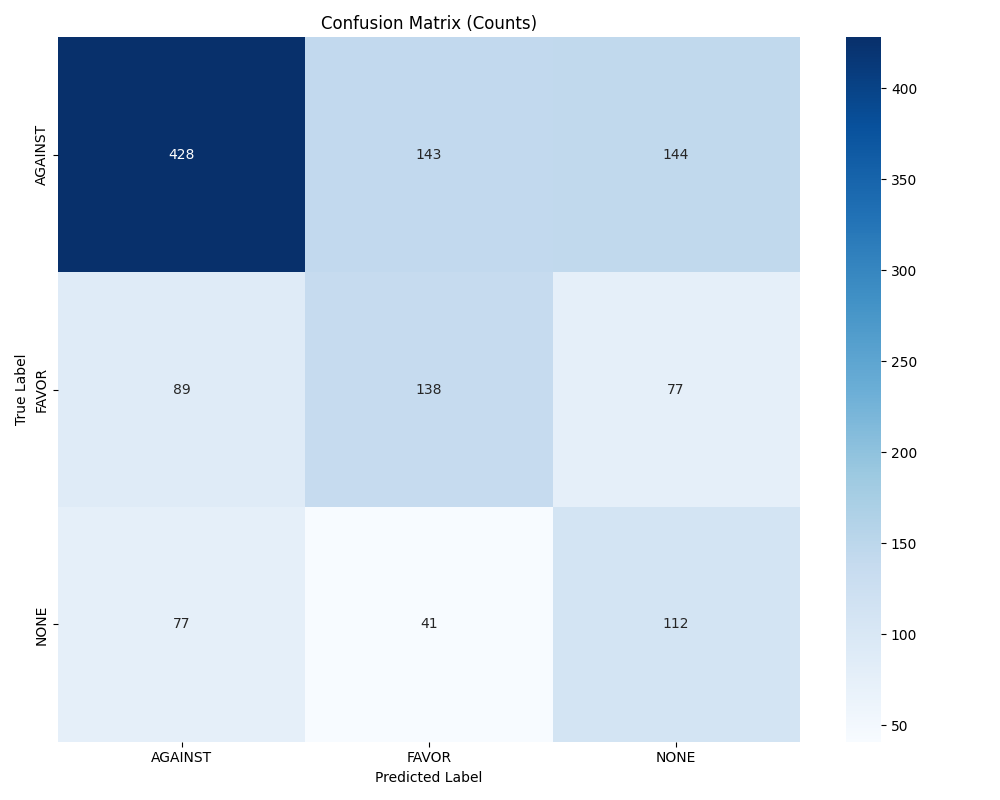 Confusion Matrix (Counts)
True Label
AGAINST
428
143
144
FAVOR
89
138
77
NONE
77
41
112
AGAINST
FAVOR
NONE
Predicted Label
400
350
300
250
200
150
100
50